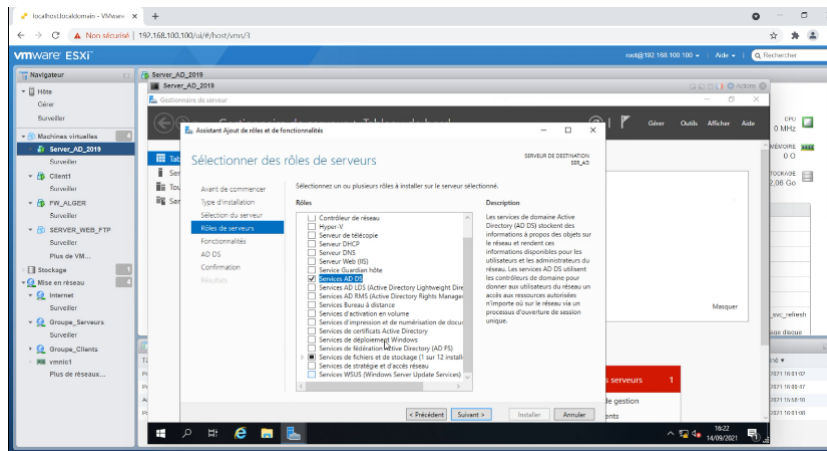 localhost.localdomain - VMware
Non sécurisé
192.168.100.100/ui/#/host/vms/3
vmware ESXi
root@192.168.100.100
Aide
Rechercher
Navigateur
Server_AD_2019
Server_AD_2019
Actions
Hôte
Gérer
Surveiller
Machines virtuelles
4
Server_AD_2019
Surveiller
Client1
Surveiller
FW_ALGER
Surveiller
SERVER_WEB_FTP
Surveiller
Plus de VM...
Stockage
1
Mise en réseau
4
Internet
Surveiller
Groupe_Serveurs
Surveiller
Groupe_Clients
vmnic1
Plus de réseaux...
Gestionnaire de serveur
Gérer
Outils
Afficher
Aide
Assistant Ajout de rôles et de fonctionnalités
Sélectionner des rôles de serveurs
SERVEUR DE DESTINATION
SER_AD
Avant de commencer
Type d'installation
Sélection du serveur
Rôles de serveurs
Fonctionnalités
AD DS
Confirmation
Résultats
Sélectionnez un ou plusieurs rôles à installer sur le serveur sélectionné.
Rôles
Contrôleur de réseau
Hyper-V
Serveur de télécopie
Serveur DHCP
Serveur DNS
Serveur Web (IIS)
Service Guardian hôte
Services AD DS
Services AD LDS (Active Directory Lightweight Dire
Services AD RMS (Active Directory Rights Manager
Services Bureau à distance
Services d'activation en volume
Services d'impression et de numérisation de docu
Services de certificats Active Directory
Services de déploiement Windows
Services de fédération Active Directory (AD FS)
Services de fichiers et de stockage (1 sur 12 install
Services de stratégie et d'accès réseau
Services WSUS (Windows Server Update Services)
Description
Les services de domaine Active
Directory (AD DS) stockent des
informations à propos des objets sur
le réseau et rendent ces
informations disponibles pour les
utilisateurs et les administrateurs du
réseau. Les services AD DS utilisent
les contrôleurs de domaine pour
donner aux utilisateurs du réseau un
accès aux ressources autorisées
n'importe où sur le réseau via un
processus d'ouverture de session
unique.
< Précédent
Suivant >
Installer
Annuler
Masquer
serveurs 1
de gestion
CPU
0 MHz
MÉMOIRE
0 O
STOCKAGE
2,06 Go
_svc_refresh
16:22
14/09/2021